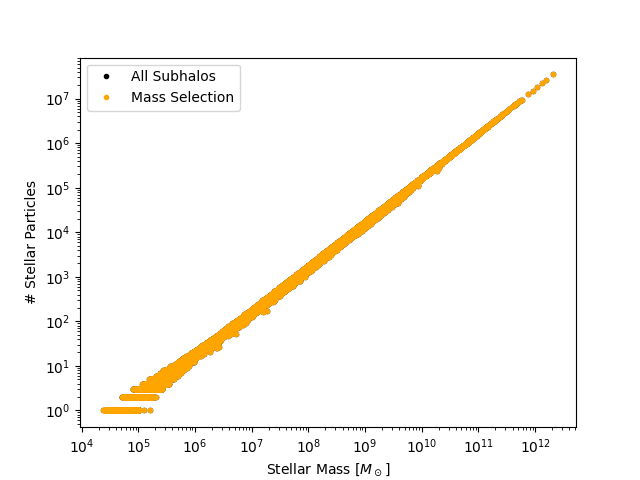 All Subhalos
Mass Selection
10^7
10^6
10^5
10^4
10^3
10^2
10^1
10^0
# Stellar Particles
10^4 10^5 10^6 10^7 10^8 10^9 10^10 10^11 10^12
Stellar Mass [$M_\odot$]